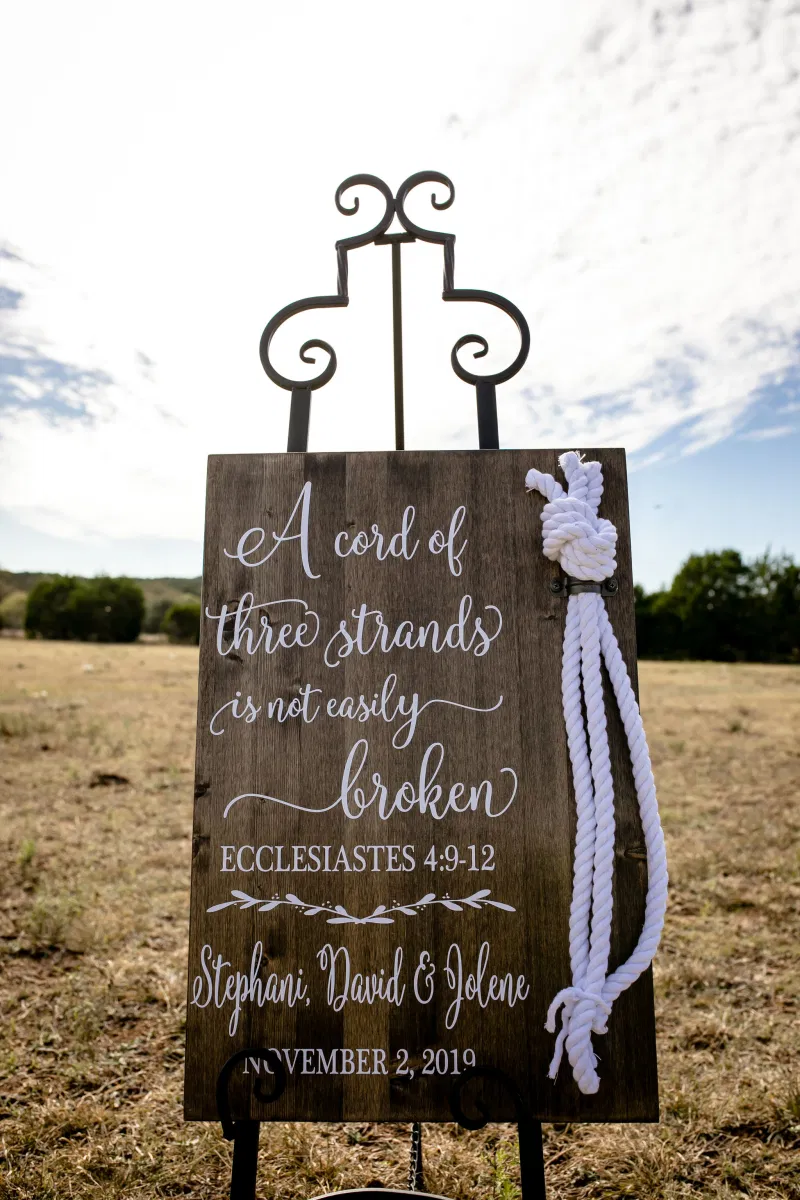 A cord of
three strands
is not easily
broken
ECCLESIASTES 4:9-12
Stephani, David & Jolene
NOVEMBER 2, 2019